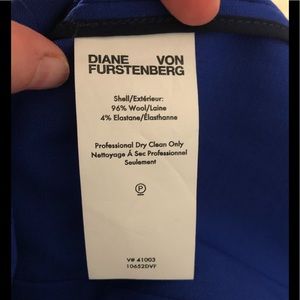 DIANE VON
FURSTENBERG
Shell/Extérieur:
96% Wool/Laine
4% Elastane/Élasthanne
Professional Dry Clean Only
Nettoyage Á Sec Professionnel
Seulement
P
V# 41003
10652DVF